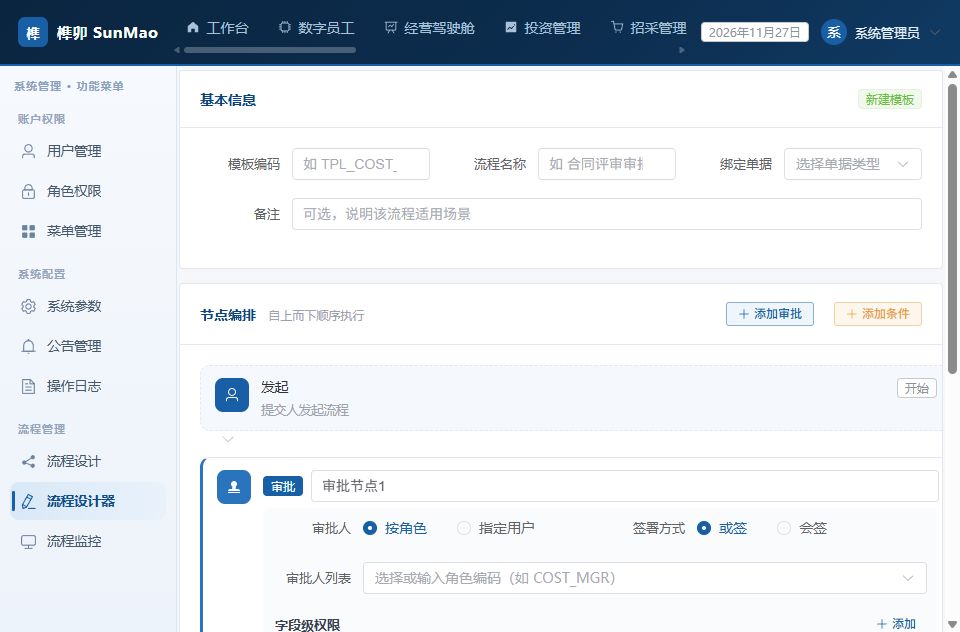 榫 榫卯 SunMao
工作台 数字员工 经营驾驶舱 投资管理 招采管理 2026年11月27日 系 系统管理员
系统管理 • 功能菜单
账户权限
用户管理
角色权限
菜单管理
系统配置
系统参数
公告管理
操作日志
流程管理
流程设计
流程设计器
流程监控
基本信息 新建模板
模板编码 如 TPL_COST_ 流程名称 如 合同评审审批 绑定单据 选择单据类型
备注 可选，说明该流程适用场景
节点编排 自上而下顺序执行 添加审批 添加条件
发起 开始
提交人发起流程
审批 审批节点1
审批人 按角色 指定用户 签署方式 或签 会签
审批人列表 选择或输入角色编码（如 COST_MGR）
字段级权限 添加